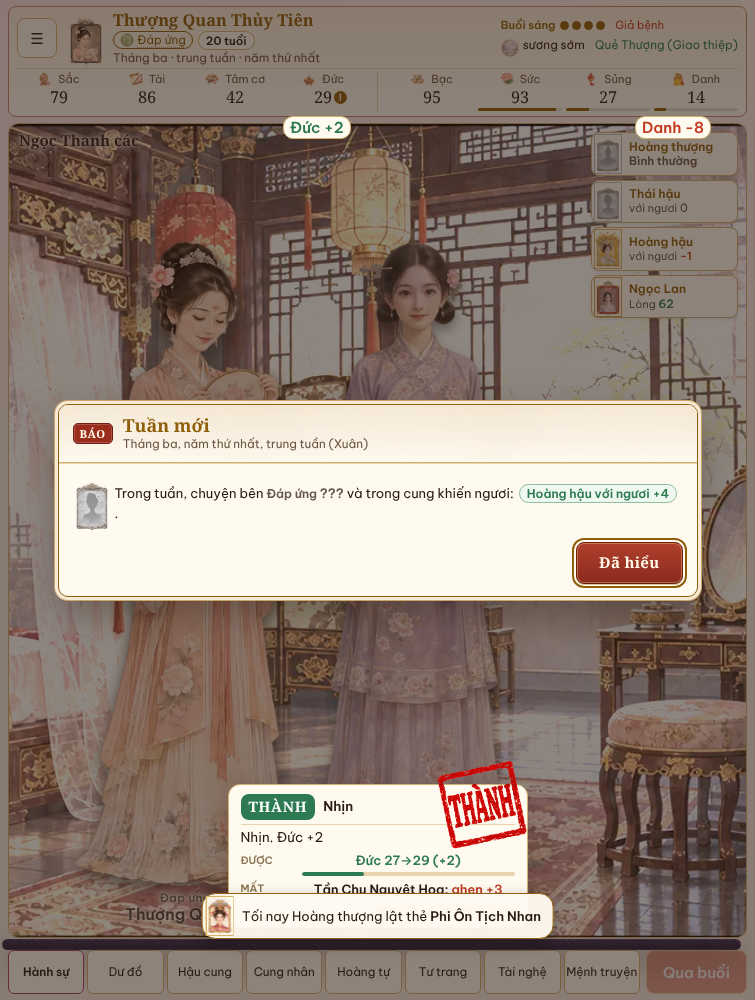 ☰
Thượng Quan Thủy Tiên
Đáp ứng
20 tuổi
Tháng ba · trung tuần · năm thứ nhất
Buổi sáng
Giả bệnh
sương sớm
Quẻ Thượng (Giao thiệp)
Sắc
79
Tài
86
Tâm cơ
42
Đức
29 !
Bạc
95
Sức
93
Sủng
27
Danh
14
Đức +2
Danh -8
Ngọc Thanh các
Hoàng thượng
Bình thường
Thái hậu
với ngươi 0
Hoàng hậu
với ngươi -1
Ngọc Lan
Lòng 62
BÁO
Tuần mới
Tháng ba, năm thứ nhất, trung tuần (Xuân)
Trong tuần, chuyện bên Đáp ứng ??? và trong cung khiến ngươi: Hoàng hậu với ngươi +4
.
Đã hiểu
THÀNH
Nhịn
THÀNH
Nhịn. Đức +2
ĐƯỢC
Đức 27→29 (+2)
MẤT
Tần Chu Nguyệt Hoa: ghen +3
Đáp ứn
Thượng Q
Tối nay Hoàng thượng lật thẻ Phi Ôn Tịch Nhan
Hành sự
Dư đồ
Hậu cung
Cung nhân
Hoàng tự
Tư trang
Tài nghệ
Mệnh truyện
Qua buổi